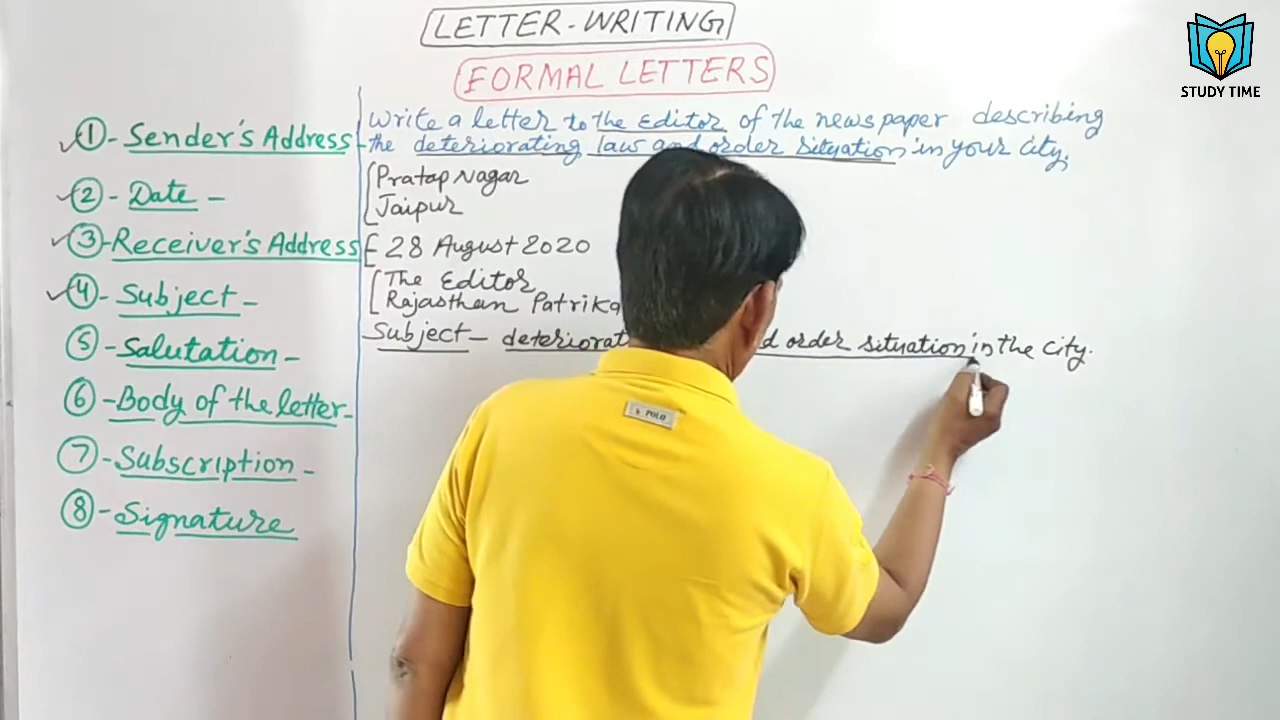 LETTER-WRITING
FORMAL LETTERS
STUDY TIME
① - Sender's Address -
② - Date -
③ - Receiver's Address
④ - Subject -
⑤ - Salutation -
⑥ - Body of the letter -
⑦ - Subscription -
⑧ - Signature
Write a letter to the Editor of the newspaper describing
the deteriorating law and order situation in your city.
Pratap Nagar
Jaipur
28 August 2020
The Editor
Rajasthan Patrika
Subject - order situation in the city.
POLO